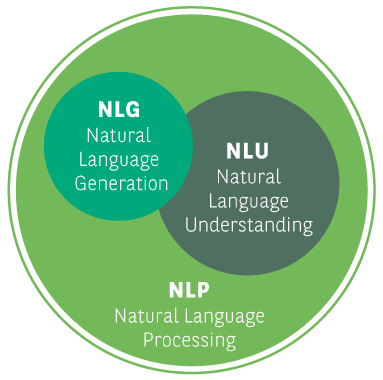 NLG
Natural
Language
Generation
NLU
Natural
Language
Understanding
NLP
Natural Language
Processing